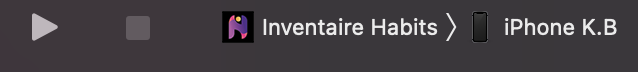 Inventaire Habits 〉 iPhone K.B